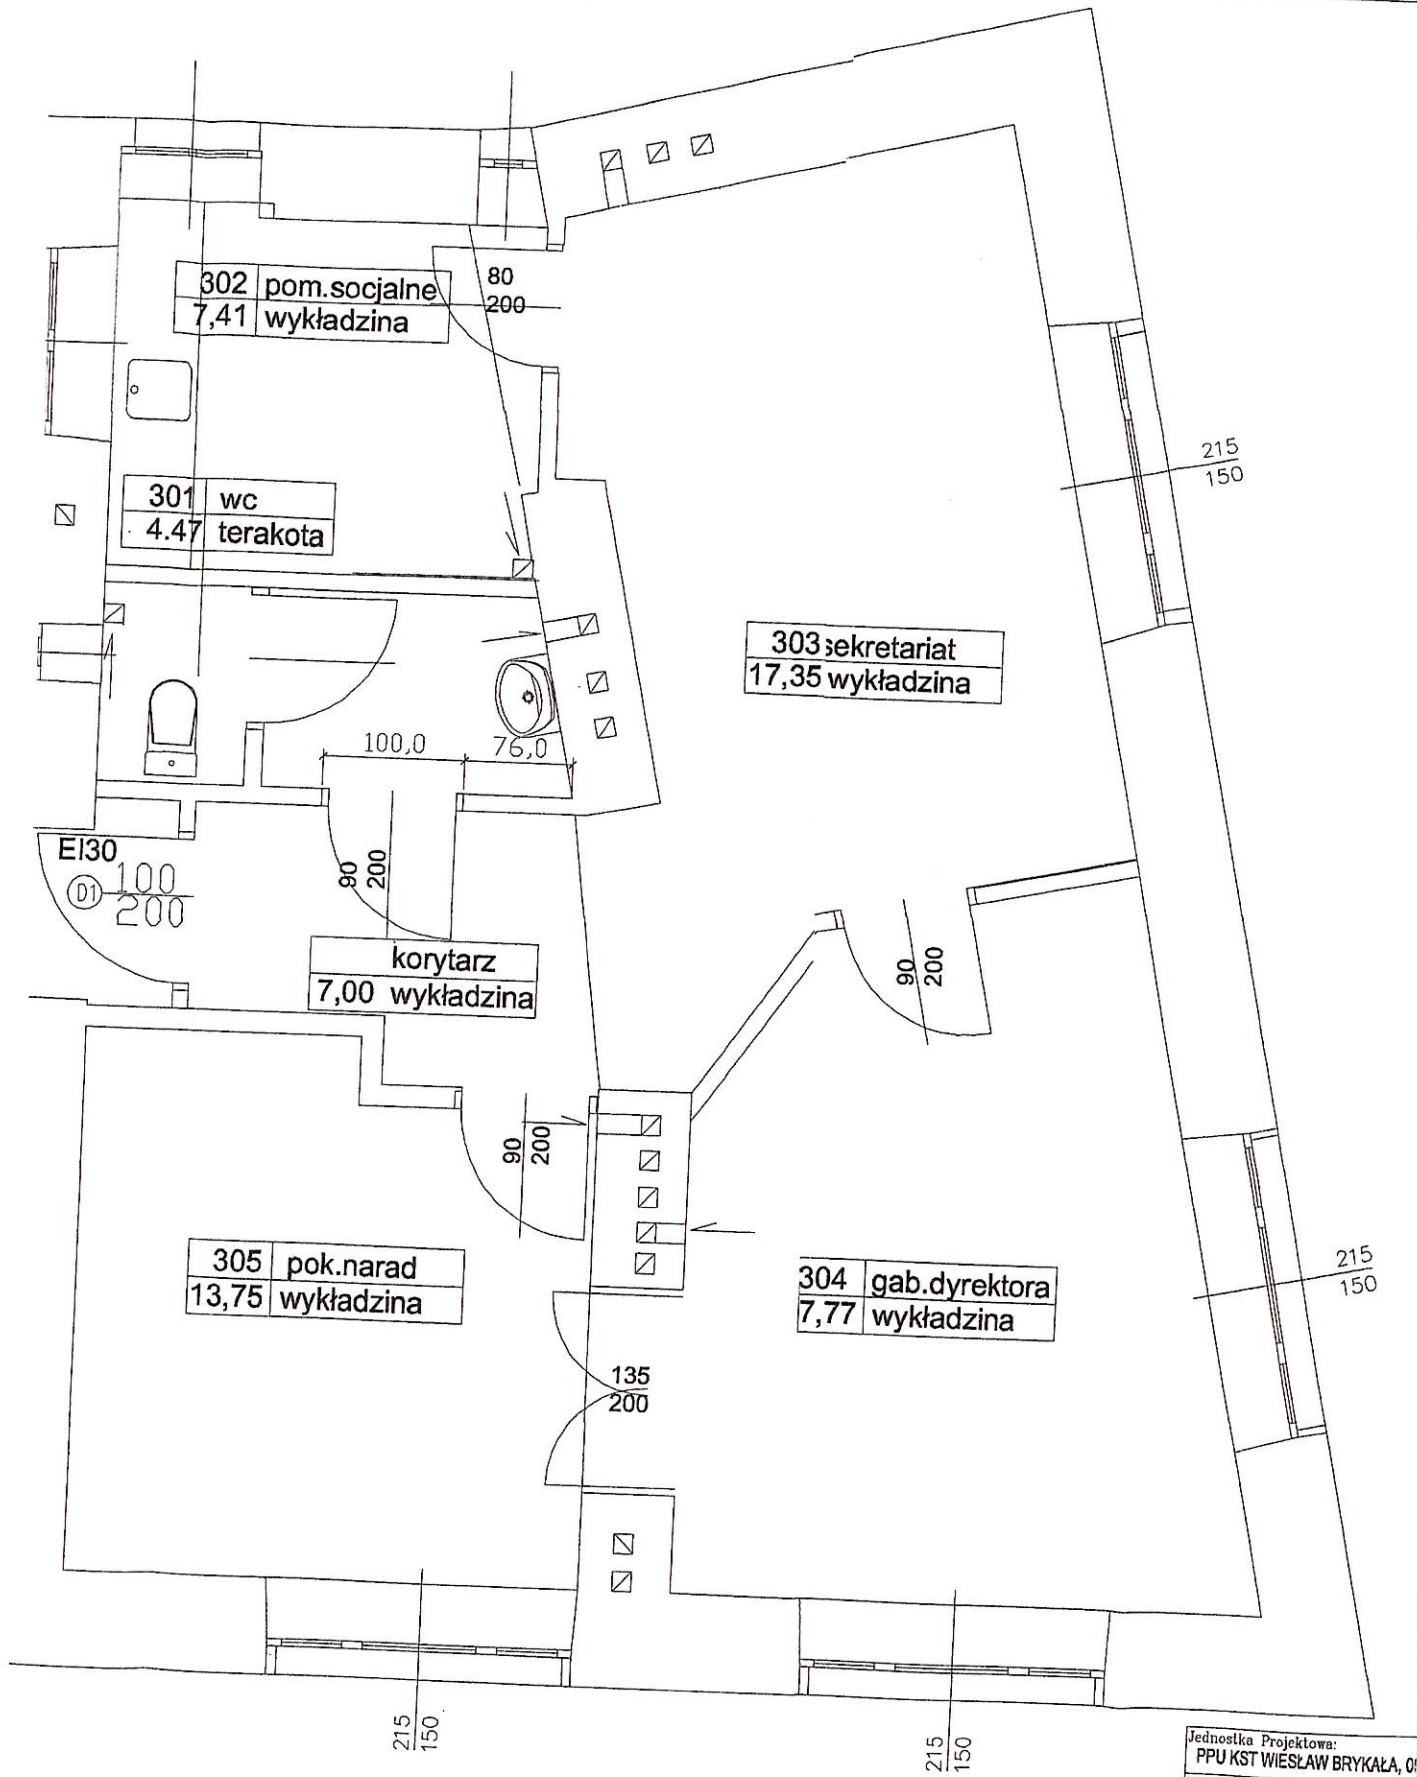 302 pom.socjalne
7,41 wykładzina
80
200
301 wc
4.47 terakota
215
150
303 sekretariat
17,35 wykładzina
100,0
76,0
EI30
D1
100
200
90
200
korytarz
7,00 wykładzina
90
200
90
200
305 pok.narad
13,75 wykładzina
304 gab.dyrektora
7,77 wykładzina
215
150
135
200
215
150
215
150
Jednostka Projektowa:
PPU KST WIESŁAW BRYKAŁA,